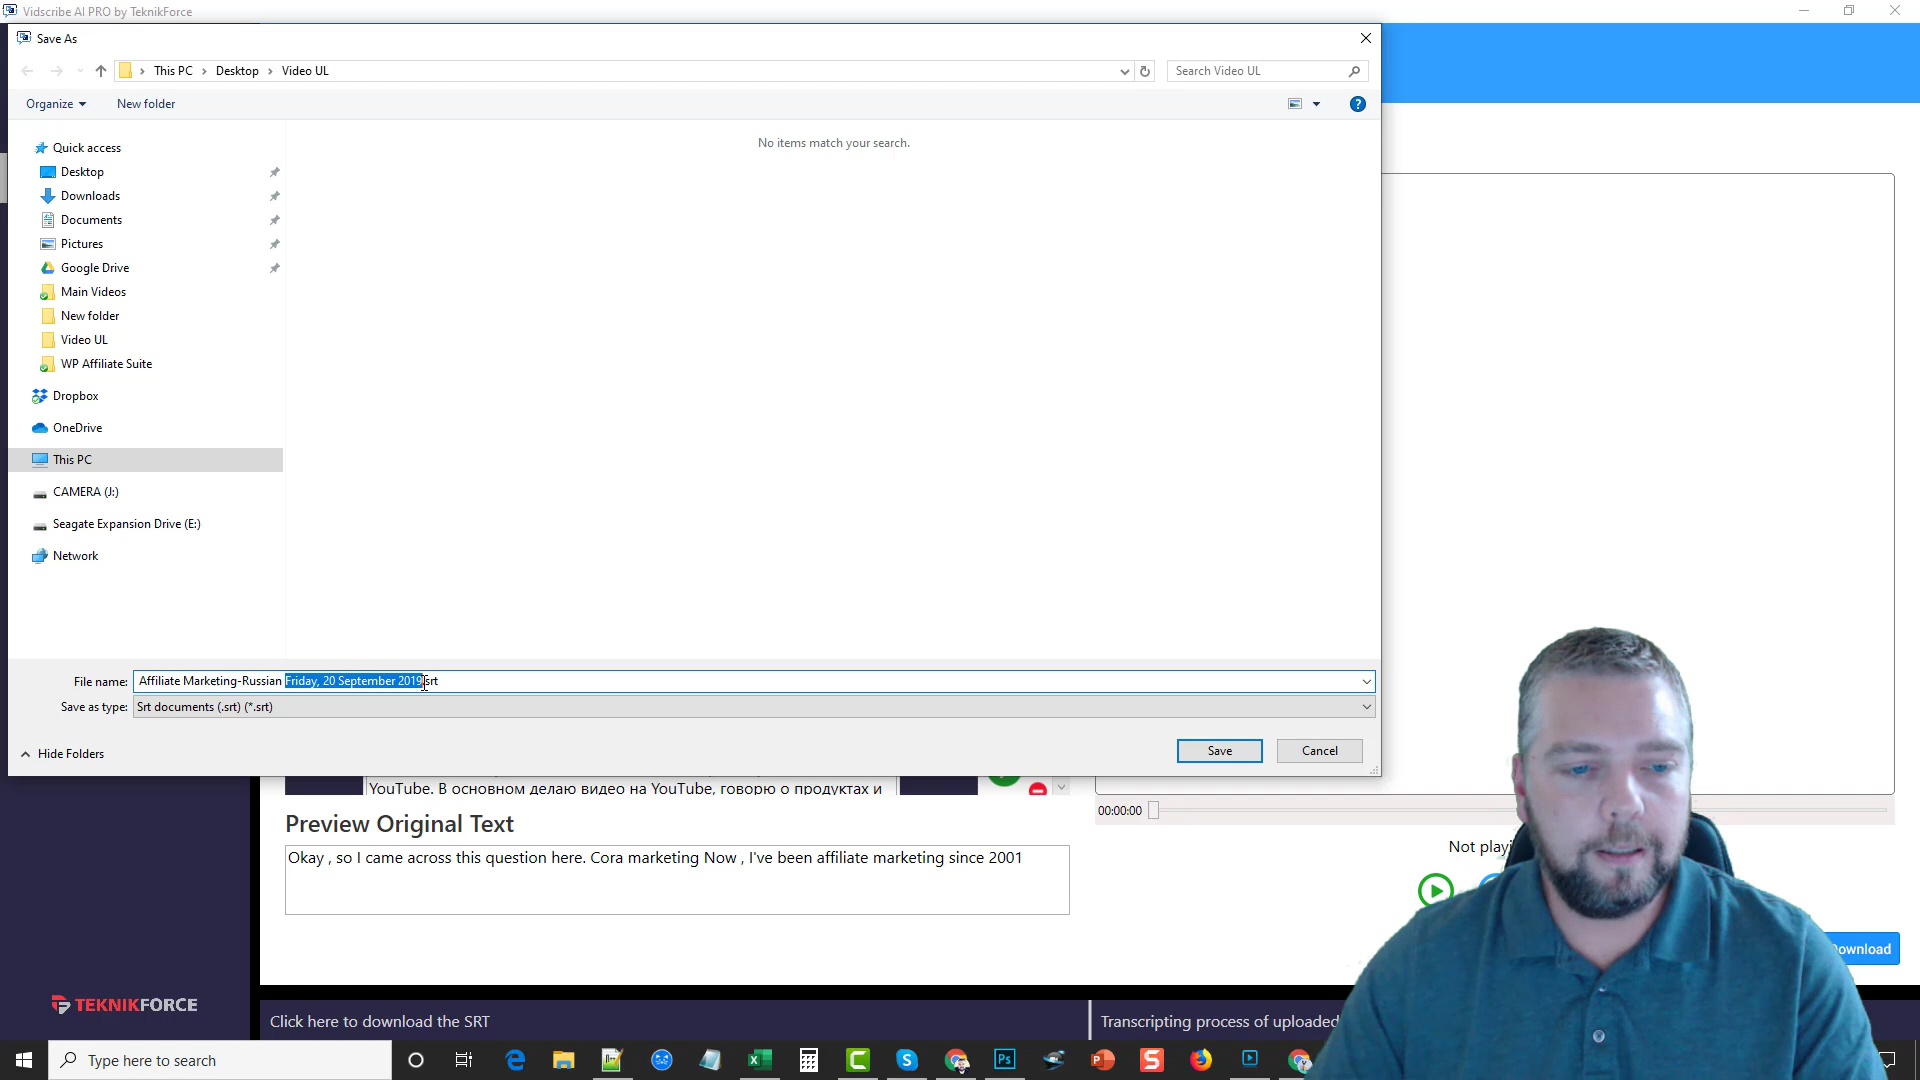 Vidscribe AI PRO by TeknikForce
Save As
This PC
Desktop
Video UL
Search Video UL
Organize
New folder
No items match your search.
Quick access
Desktop
Downloads
Documents
Pictures
Google Drive
Main Videos
New folder
Video UL
WP Affiliate Suite
Dropbox
OneDrive
This PC
CAMERA (J:)
Seagate Expansion Drive (E:)
Network
File name: Affiliate Marketing-Russian Friday, 20 September 2019.srt
Save as type: Srt documents (.srt) (*.srt)
Hide Folders
Save
Cancel
YouTube. В основном делаю видео на YouTube, говорю о продуктах и
Preview Original Text
Okay , so I came across this question here. Cora marketing Now , I've been affiliate marketing since 2001
00:00:00
Not
Download
TEKNIKFORCE
Click here to download the SRT
Transcripting process of uploaded
Type here to search